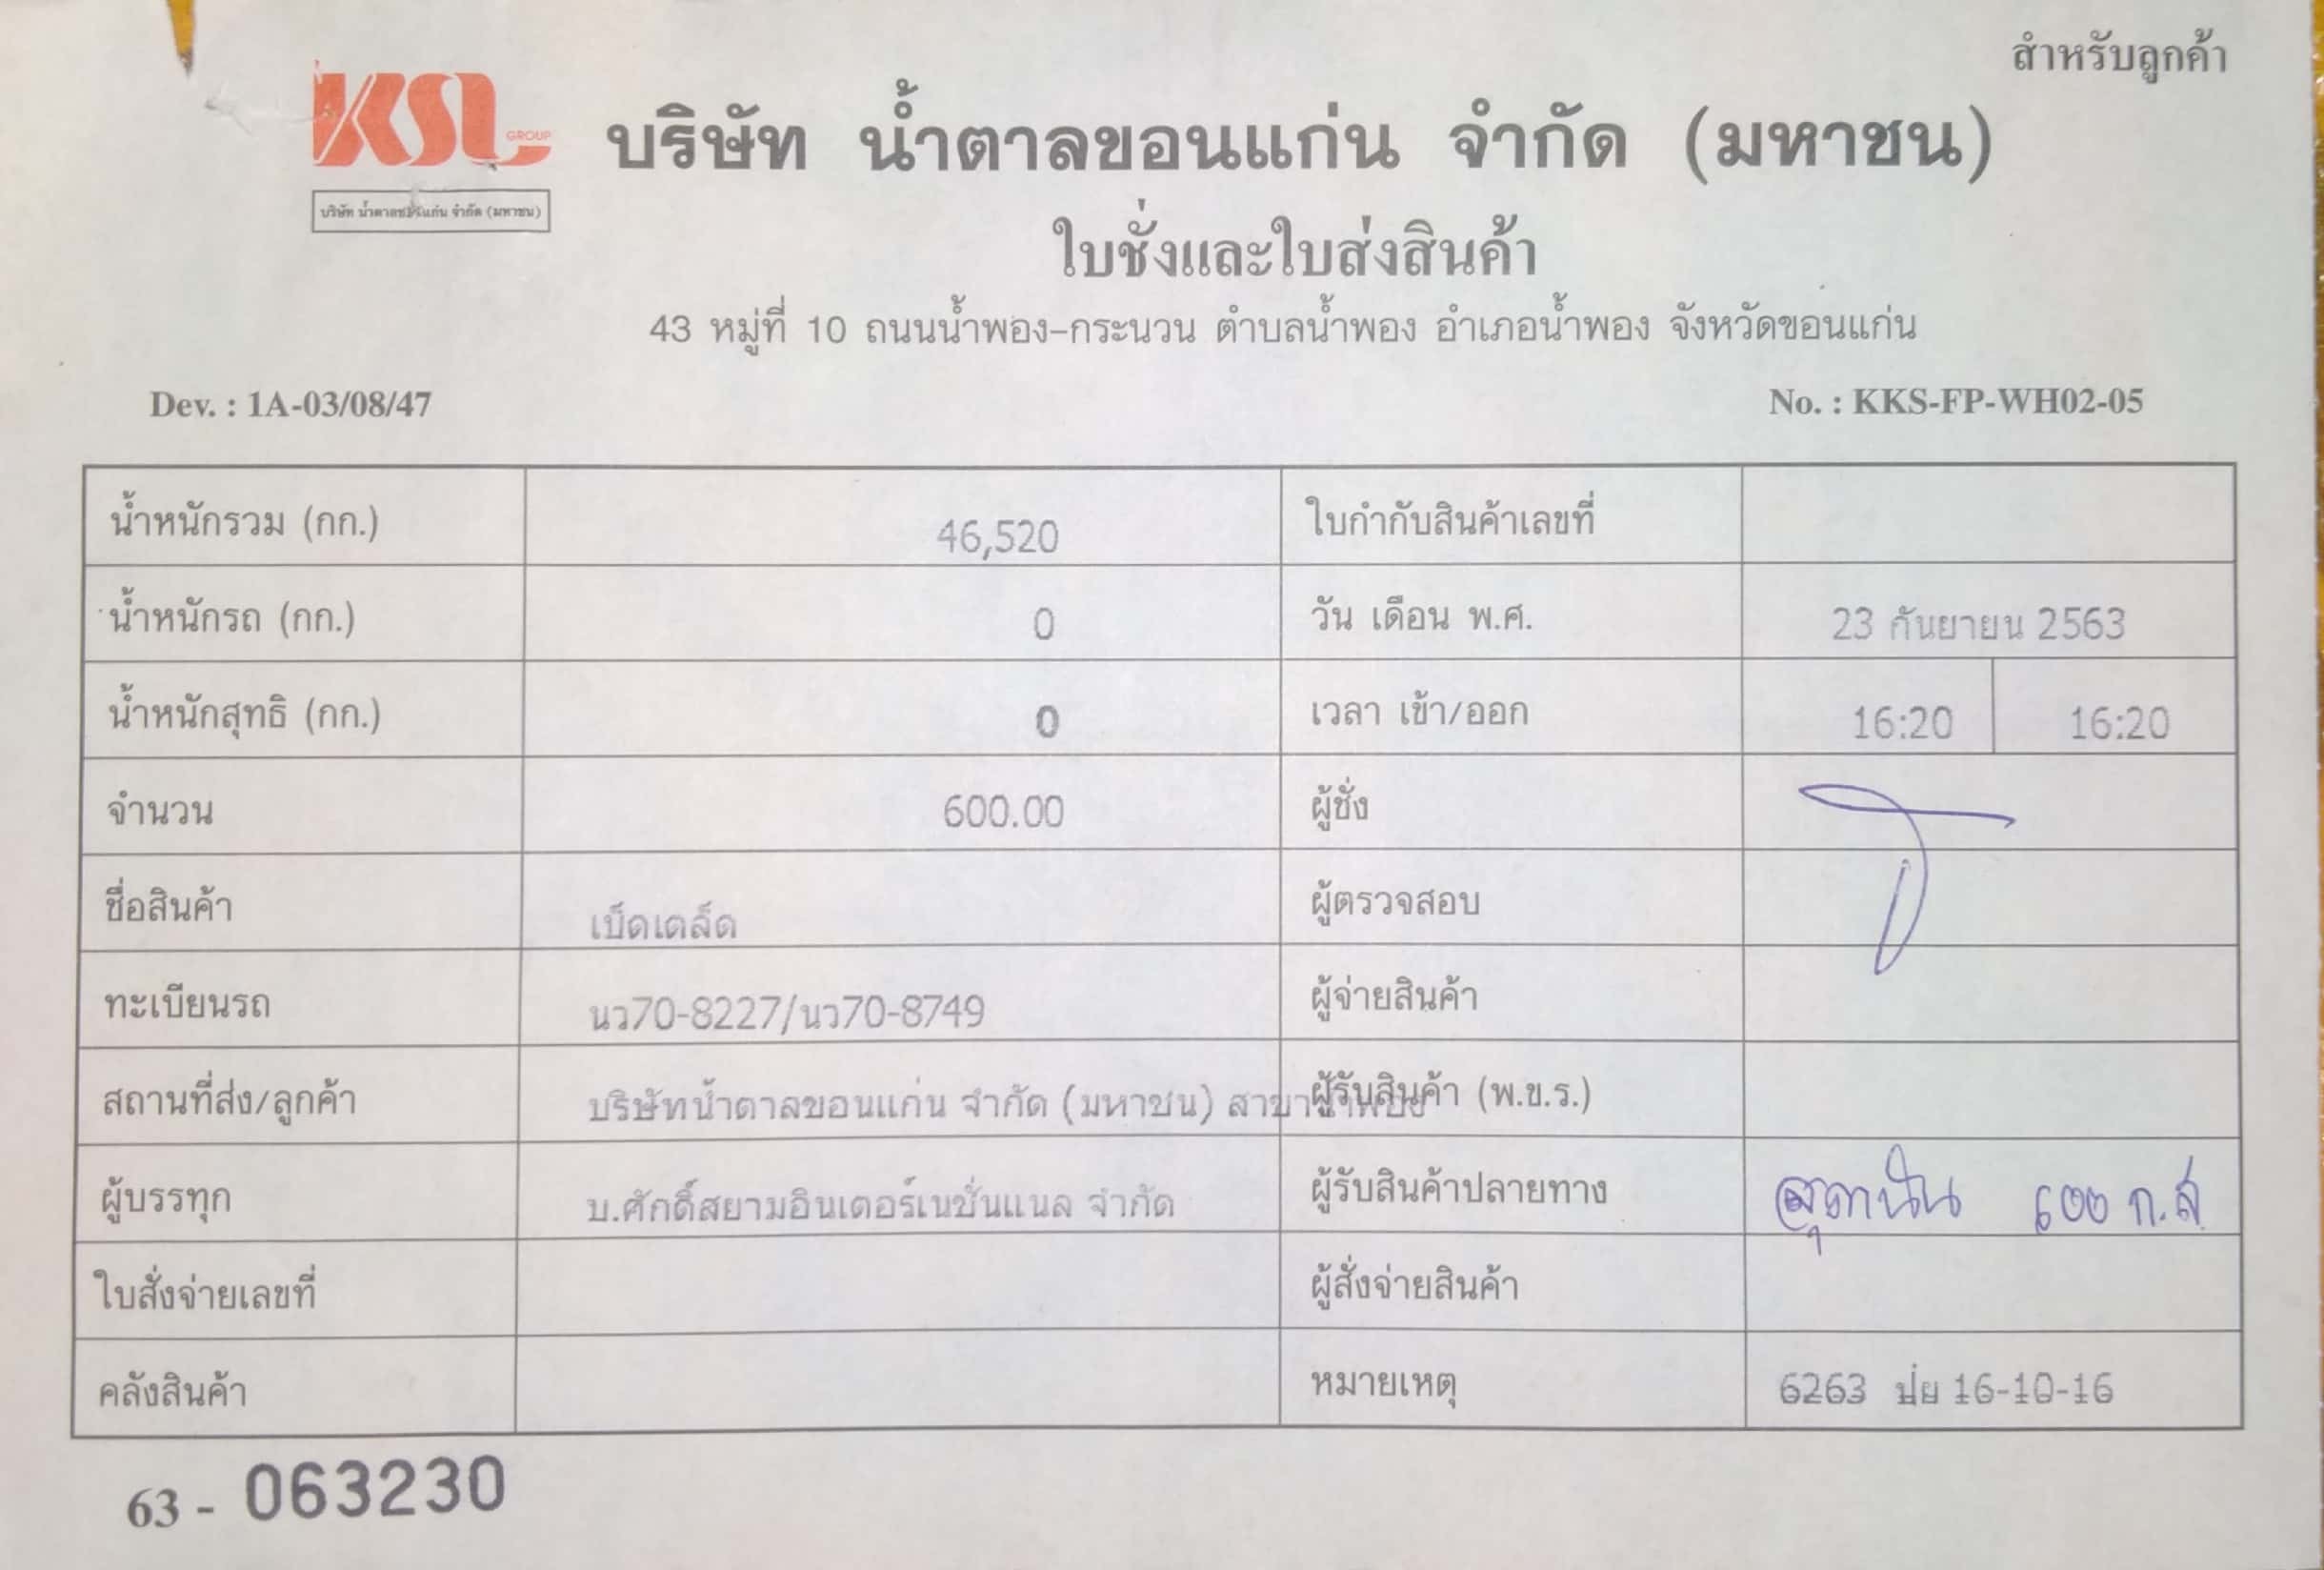 สำหรับลูกค้า
KSL GROUP
บริษัท น้ำตาลขอนแก่น จำกัด (มหาชน)
บริษัท น้ำตาลขอนแก่น จำกัด (มหาชน)
ใบชั่งและใบส่งสินค้า
43 หมู่ที่ 10 ถนนน้ำพอง-กระนวน ตำบลน้ำพอง อำเภอน้ำพอง จังหวัดขอนแก่น
Dev. : 1A-03/08/47 No. : KKS-FP-WH02-05
น้ำหนักรวม (กก.) 46,520 ใบกำกับสินค้าเลขที่
น้ำหนักรถ (กก.) 0 วัน เดือน พ.ศ. 23 กันยายน 2563
น้ำหนักสุทธิ (กก.) 0 เวลา เข้า/ออก 16:20 16:20
จำนวน 600.00 ผู้ชั่ง
ชื่อสินค้า เบ็ดเตล็ด ผู้ตรวจสอบ
ทะเบียนรถ นว70-8227/นว70-8749 ผู้จ่ายสินค้า
สถานที่ส่ง/ลูกค้า บริษัทน้ำตาลขอนแก่น จำกัด (มหาชน) สาขาน้ำพอง ผู้รับสินค้า (พ.ข.ร.)
ผู้บรรทุก บ.ศักดิ์สยามอินเตอร์เนชั่นแนล จำกัด ผู้รับสินค้าปลายทาง 600 ก.ส
ใบสั่งจ่ายเลขที่ ผู้สั่งจ่ายสินค้า
คลังสินค้า หมายเหตุ 6263 ปุ๋ย 16-10-16
63 - 063230